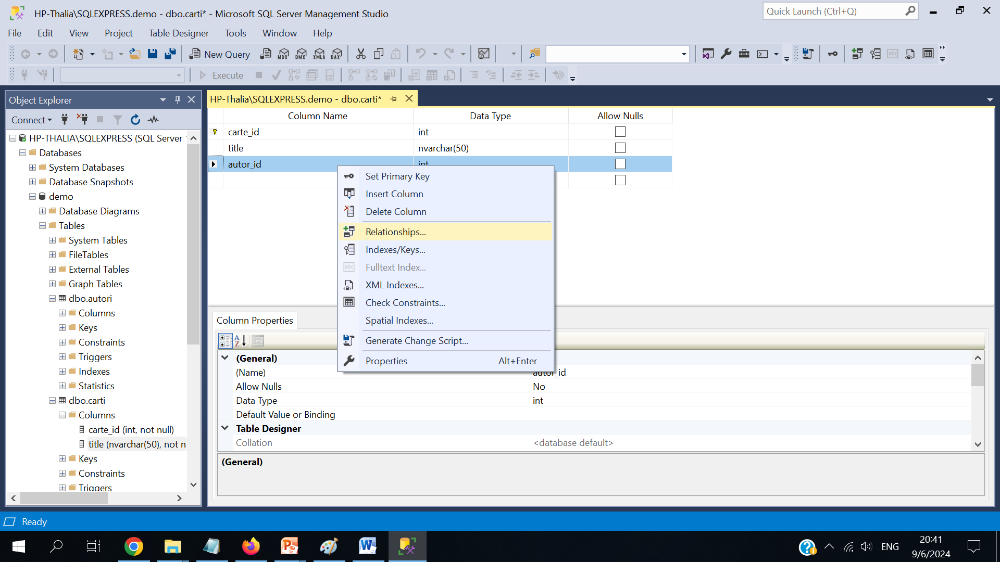 HP-Thalia\SQLEXPRESS.demo - dbo.carti* - Microsoft SQL Server Management Studio
Quick Launch (Ctrl+Q)
File Edit View Project Table Designer Tools Window Help
New Query MDX DMX XMLA DAX abc
Execute
Object Explorer
Connect
HP-THALIA\SQLEXPRESS (SQL Server
Databases
System Databases
Database Snapshots
demo
Database Diagrams
Tables
System Tables
FileTables
External Tables
Graph Tables
dbo.autori
Columns
Keys
Constraints
Triggers
Indexes
Statistics
dbo.carti
Columns
carte_id (int, not null)
title (nvarchar(50), not n
Keys
Constraints
Triggers
HP-Thalia\SQLEXPRESS.demo - dbo.carti*
Column Name Data Type Allow Nulls
carte_id int
title nvarchar(50)
autor_id int
Set Primary Key
Insert Column
Delete Column
Relationships...
Indexes/Keys...
abc Fulltext Index...
XML Indexes...
Check Constraints...
Spatial Indexes...
Generate Change Script...
Properties Alt+Enter
Column Properties
(General)
(Name) autor_id
Allow Nulls No
Data Type int
Default Value or Binding
Table Designer
Collation <database default>
(General)
Ready
ENG
20:41
9/6/2024